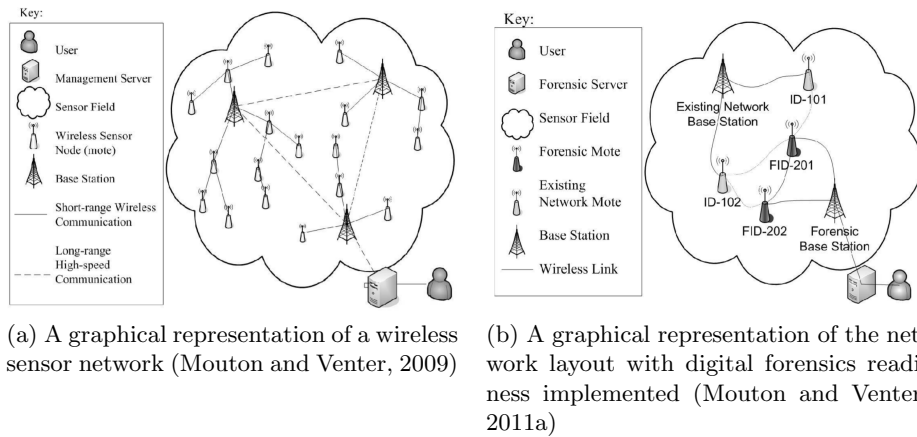 Key:
User
Management Server
Sensor Field
Wireless Sensor
Node (mote)
Base Station
Short-range Wireless
Communication
Long-range
High-speed
Communication
(a) A graphical representation of a wireless
sensor network (Mouton and Venter, 2009)
Key:
User
Forensic Server
Sensor Field
Forensic Mote
Existing
Network Mote
Base Station
Wireless Link
Existing Network
Base Station
ID-101
FID-201
ID-102
FID-202
Forensic
Base Station
(b) A graphical representation of the net
work layout with digital forensics readi
ness implemented (Mouton and Venter
2011a)